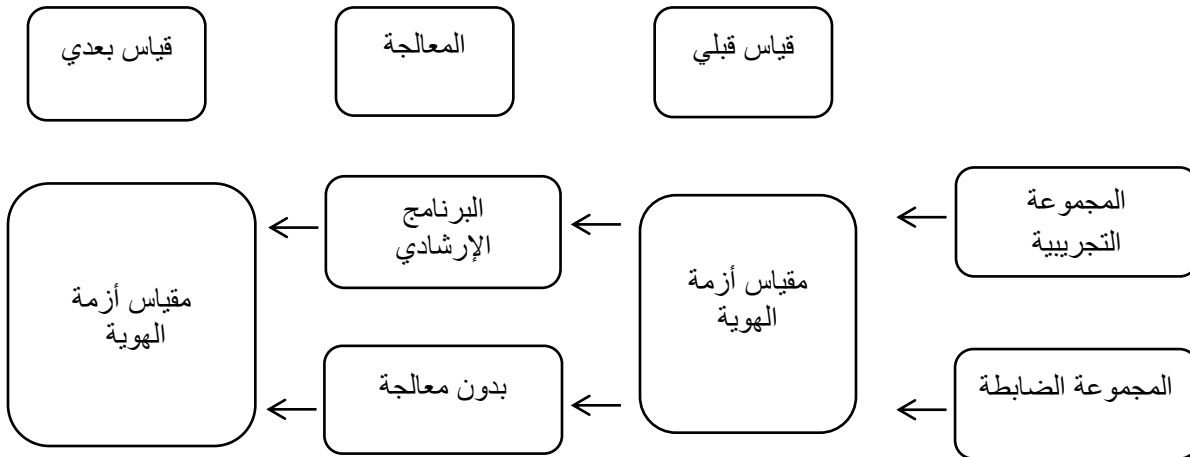 قياس قبلي
المعالجة
قياس بعدي
المجموعة
التجريبية
مقياس أزمة
الهوية
البرنامج
الإرشادي
مقياس أزمة
الهوية
المجموعة الضابطة
بدون معالجة